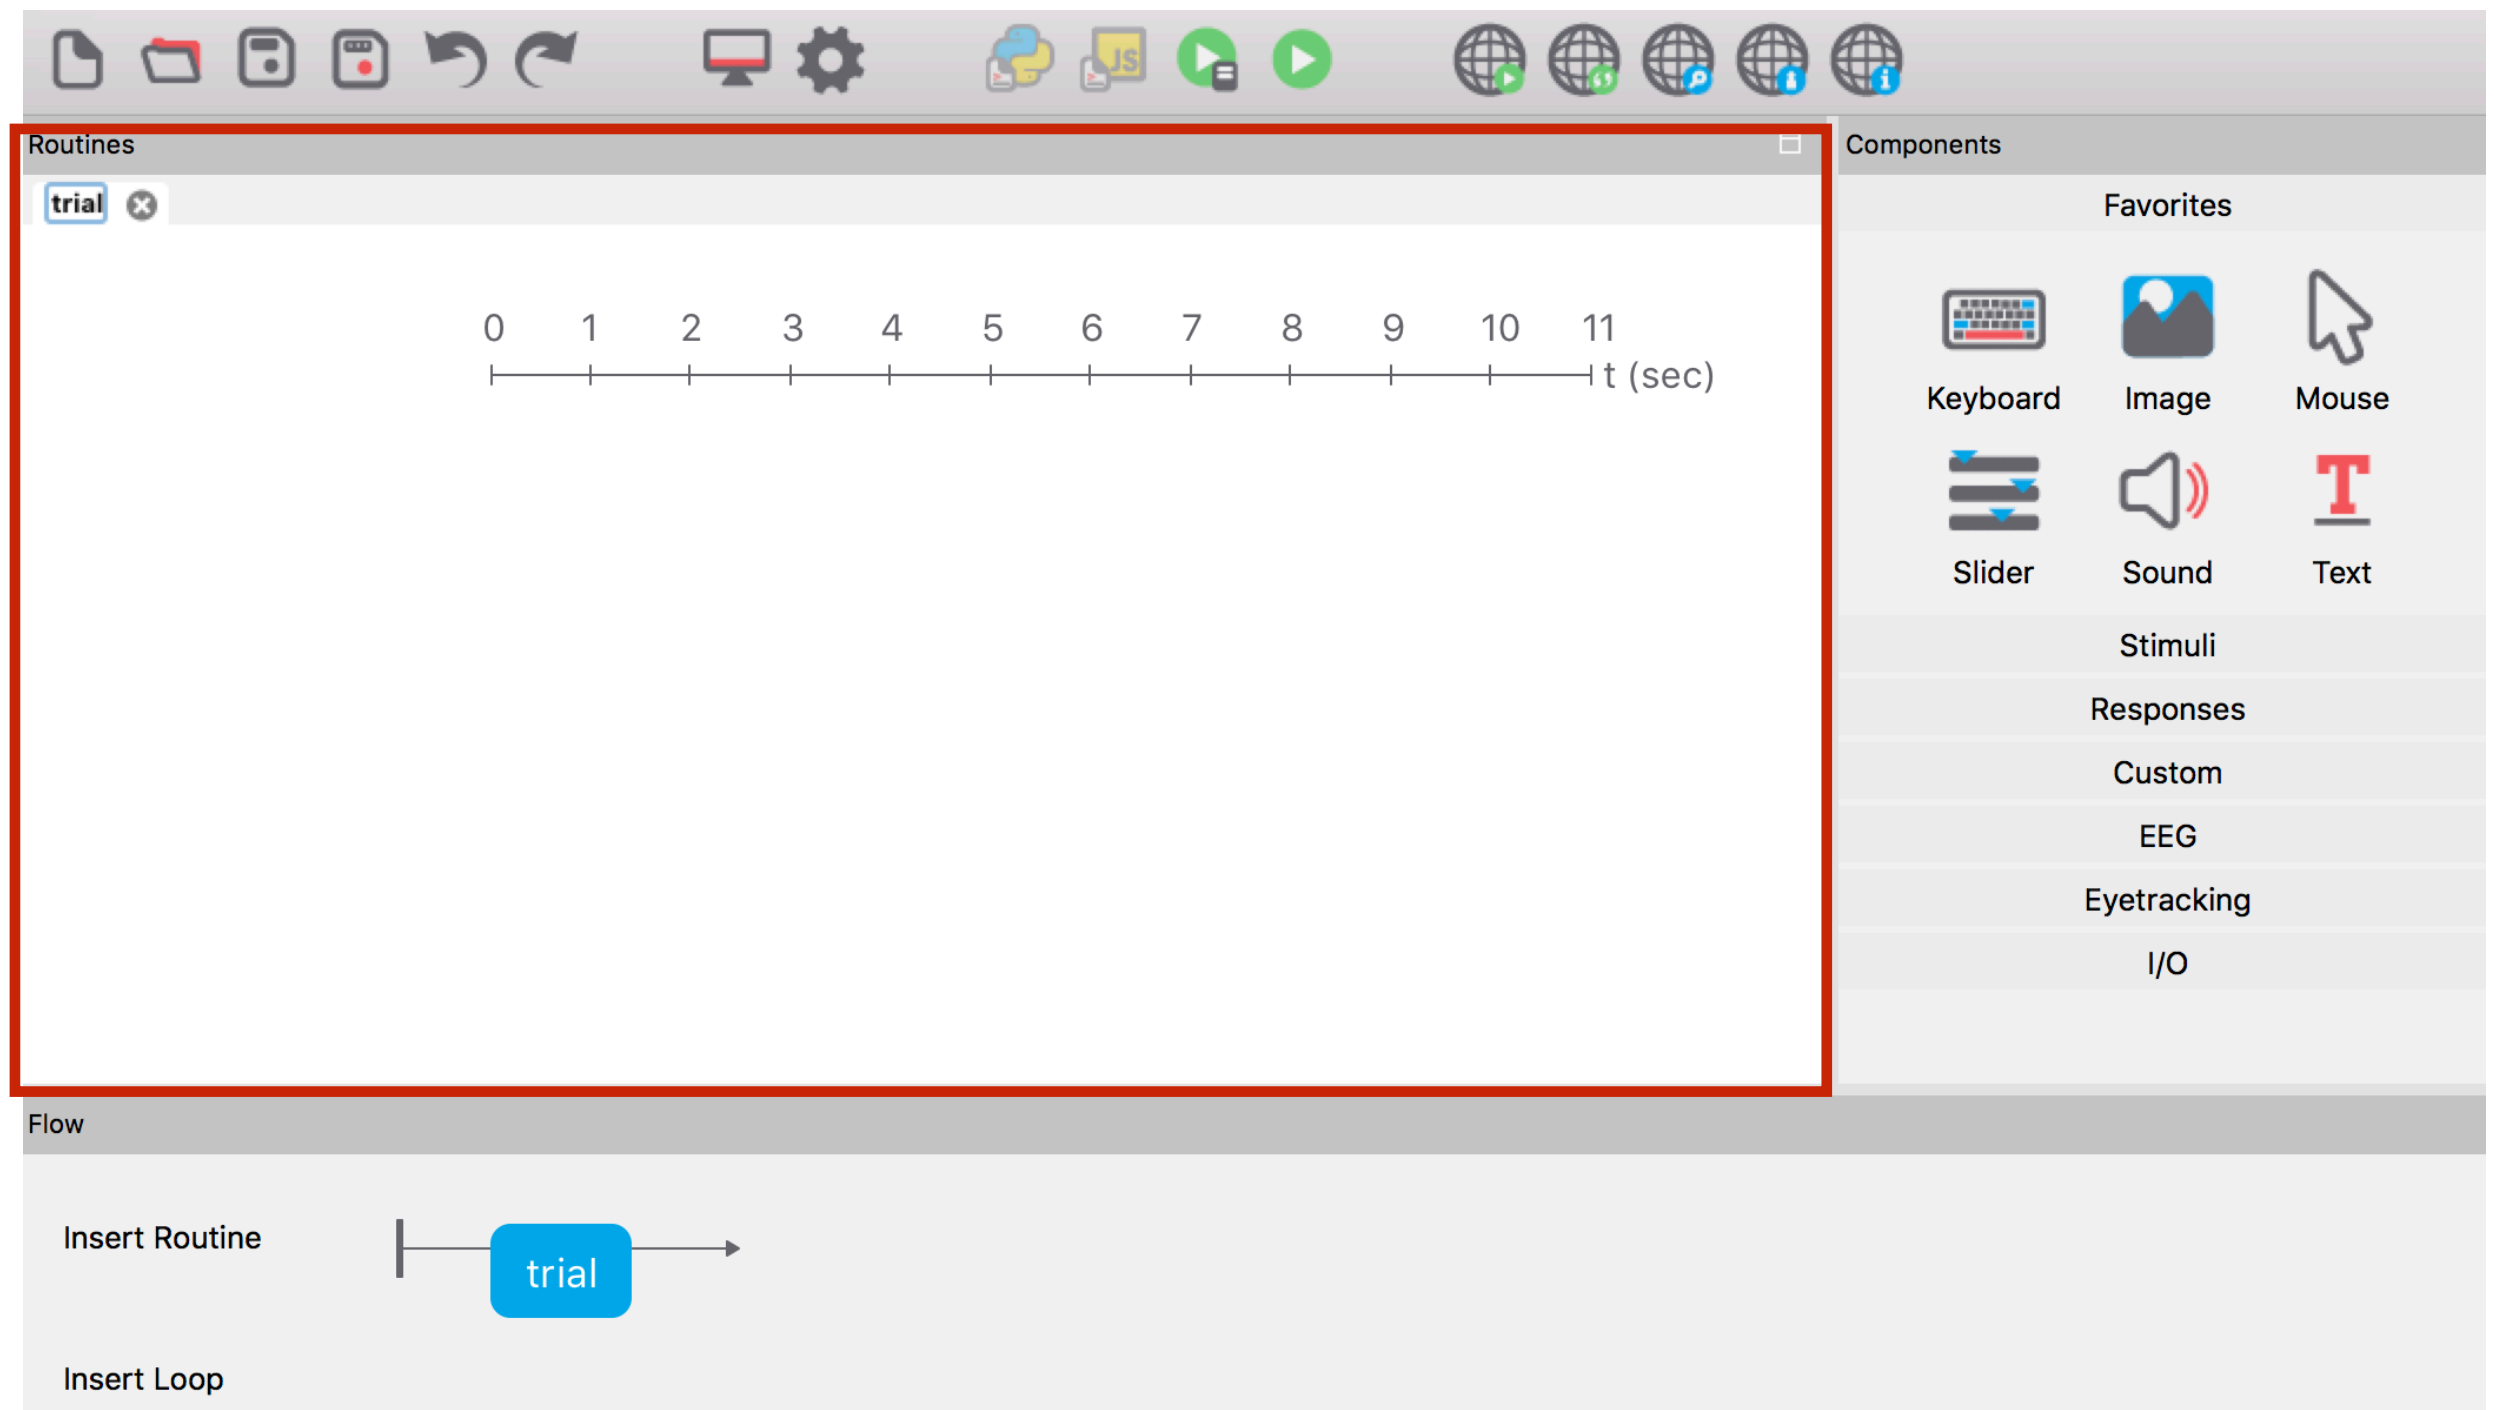 JS
Routines
Components
trial
Favorites
0 1 2 3 4 5 6 7 8 9 10 11
t (sec)
Keyboard Image Mouse
Slider Sound Text
Stimuli
Responses
Custom
EEG
Eyetracking
I/O
Flow
Insert Routine
trial
Insert Loop